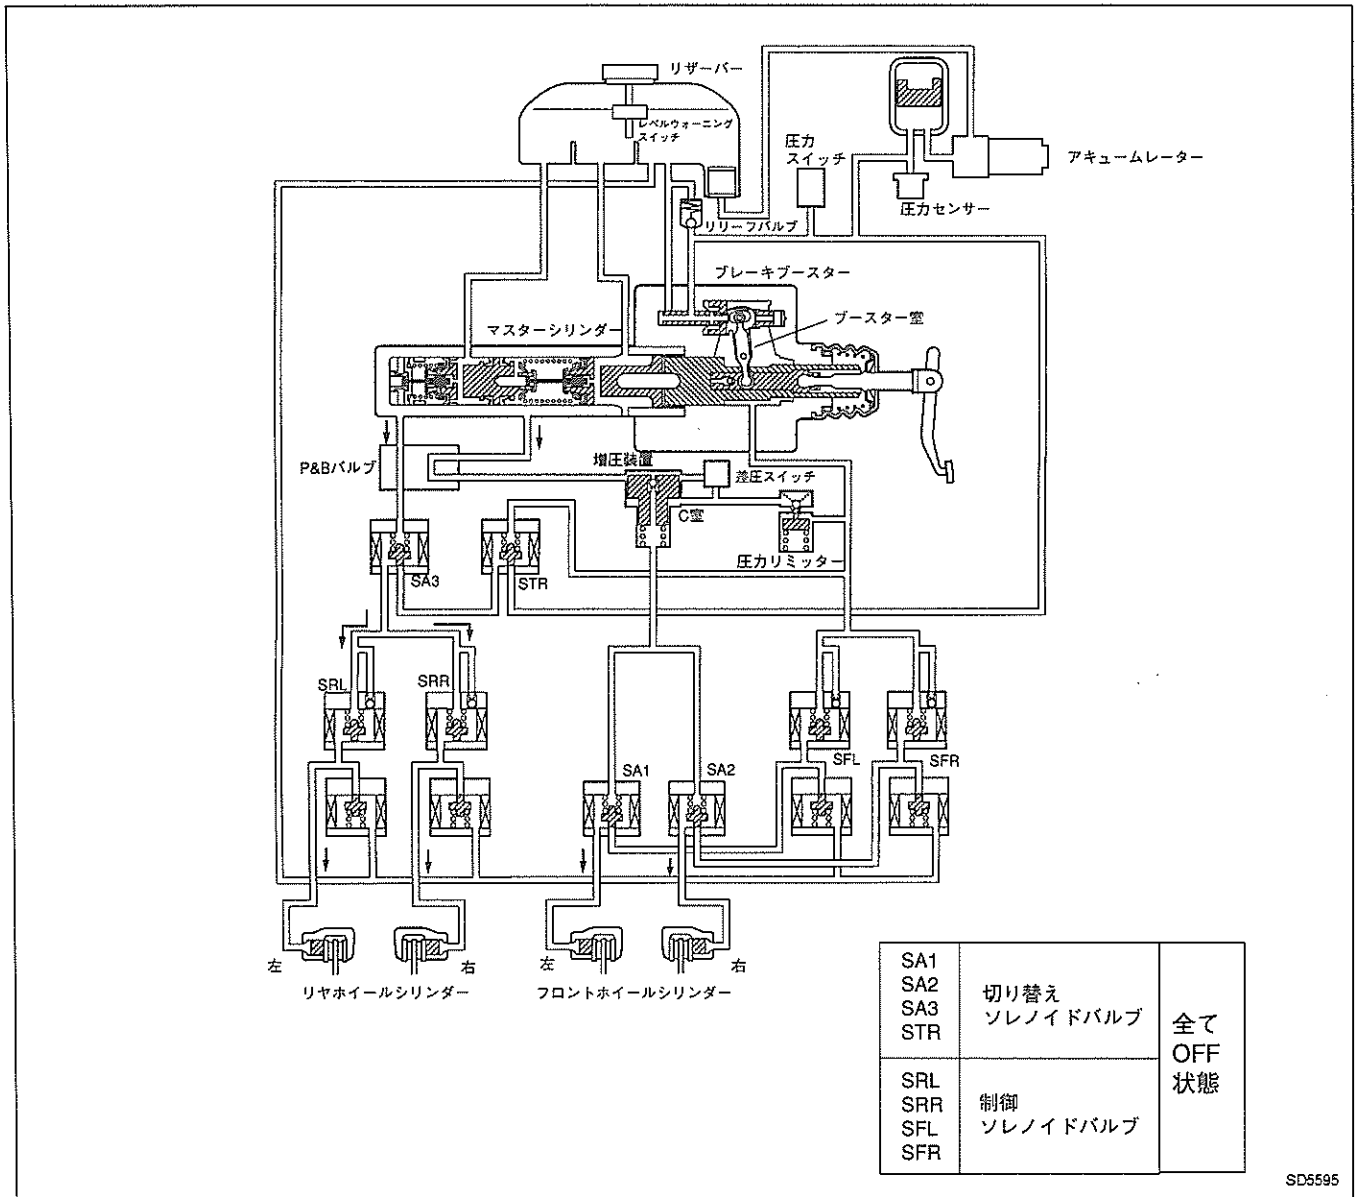 リザーバー
レベルウォーニング
スイッチ
圧力
スイッチ
アキュームレーター
圧力センサー
リリーフバルブ
ブレーキブースター
マスターシリンダー
ブースター室
P&Bバルブ
増圧装置
差圧スイッチ
C室
圧力リミッター
SA3
STR
SRL
SRR
SA1
SA2
SFL
SFR
左
右
左
右
リヤホイールシリンダー
フロントホイールシリンダー
SA1
SA2
SA3
STR
切り替え
ソレノイドバルブ
SRL
SRR
SFL
SFR
制御
ソレノイドバルブ
全て
OFF
状態
SD5595